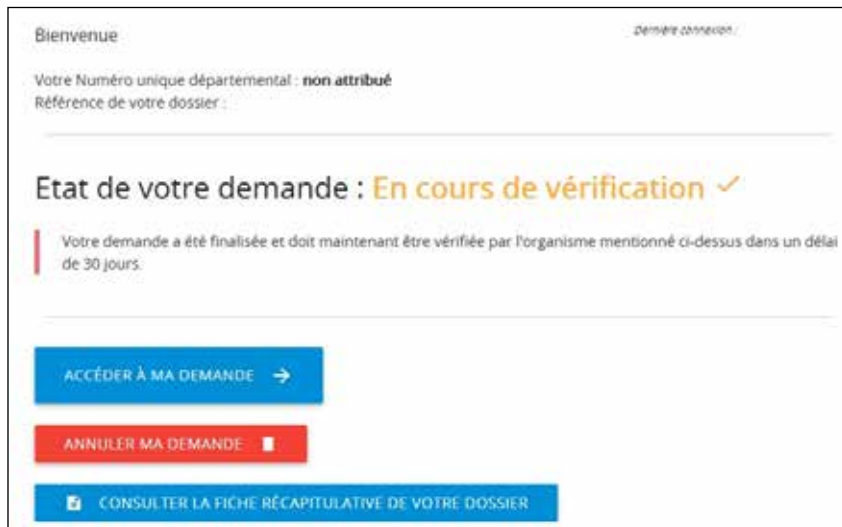 Bienvenue
Dernière connexion :
Votre Numéro unique départemental : non attribué
Référence de votre dossier :
Etat de votre demande : En cours de vérification
Votre demande a été finalisée et doit maintenant être vérifiée par l'organisme mentionné ci-dessus dans un délai
de 30 jours.
ACCÉDER À MA DEMANDE
ANNULER MA DEMANDE
CONSULTER LA FICHE RÉCAPITULATIVE DE VOTRE DOSSIER